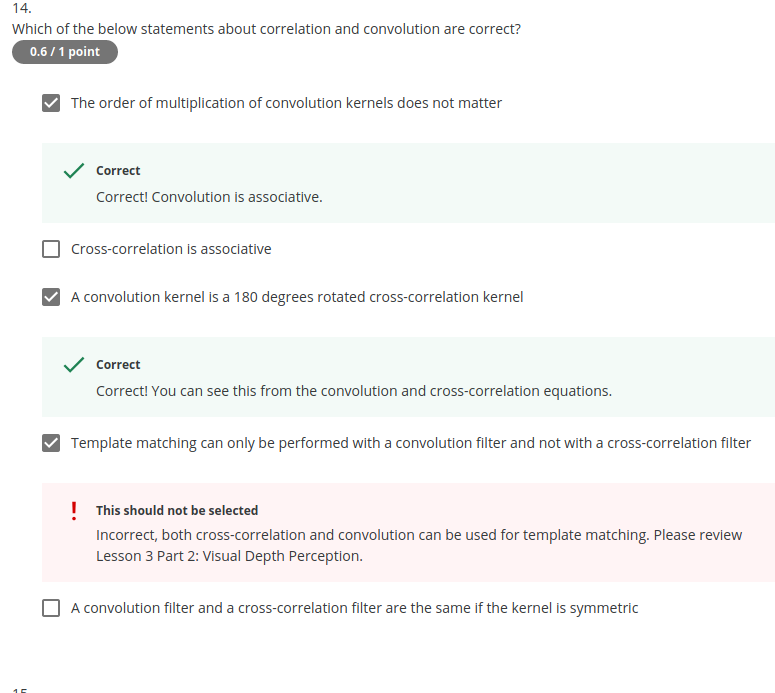 14.
Which of the below statements about correlation and convolution are correct?
0.6 / 1 point
The order of multiplication of convolution kernels does not matter
Correct
Correct! Convolution is associative.
Cross-correlation is associative
A convolution kernel is a 180 degrees rotated cross-correlation kernel
Correct
Correct! You can see this from the convolution and cross-correlation equations.
Template matching can only be performed with a convolution filter and not with a cross-correlation filter
This should not be selected
Incorrect, both cross-correlation and convolution can be used for template matching. Please review
Lesson 3 Part 2: Visual Depth Perception.
A convolution filter and a cross-correlation filter are the same if the kernel is symmetric